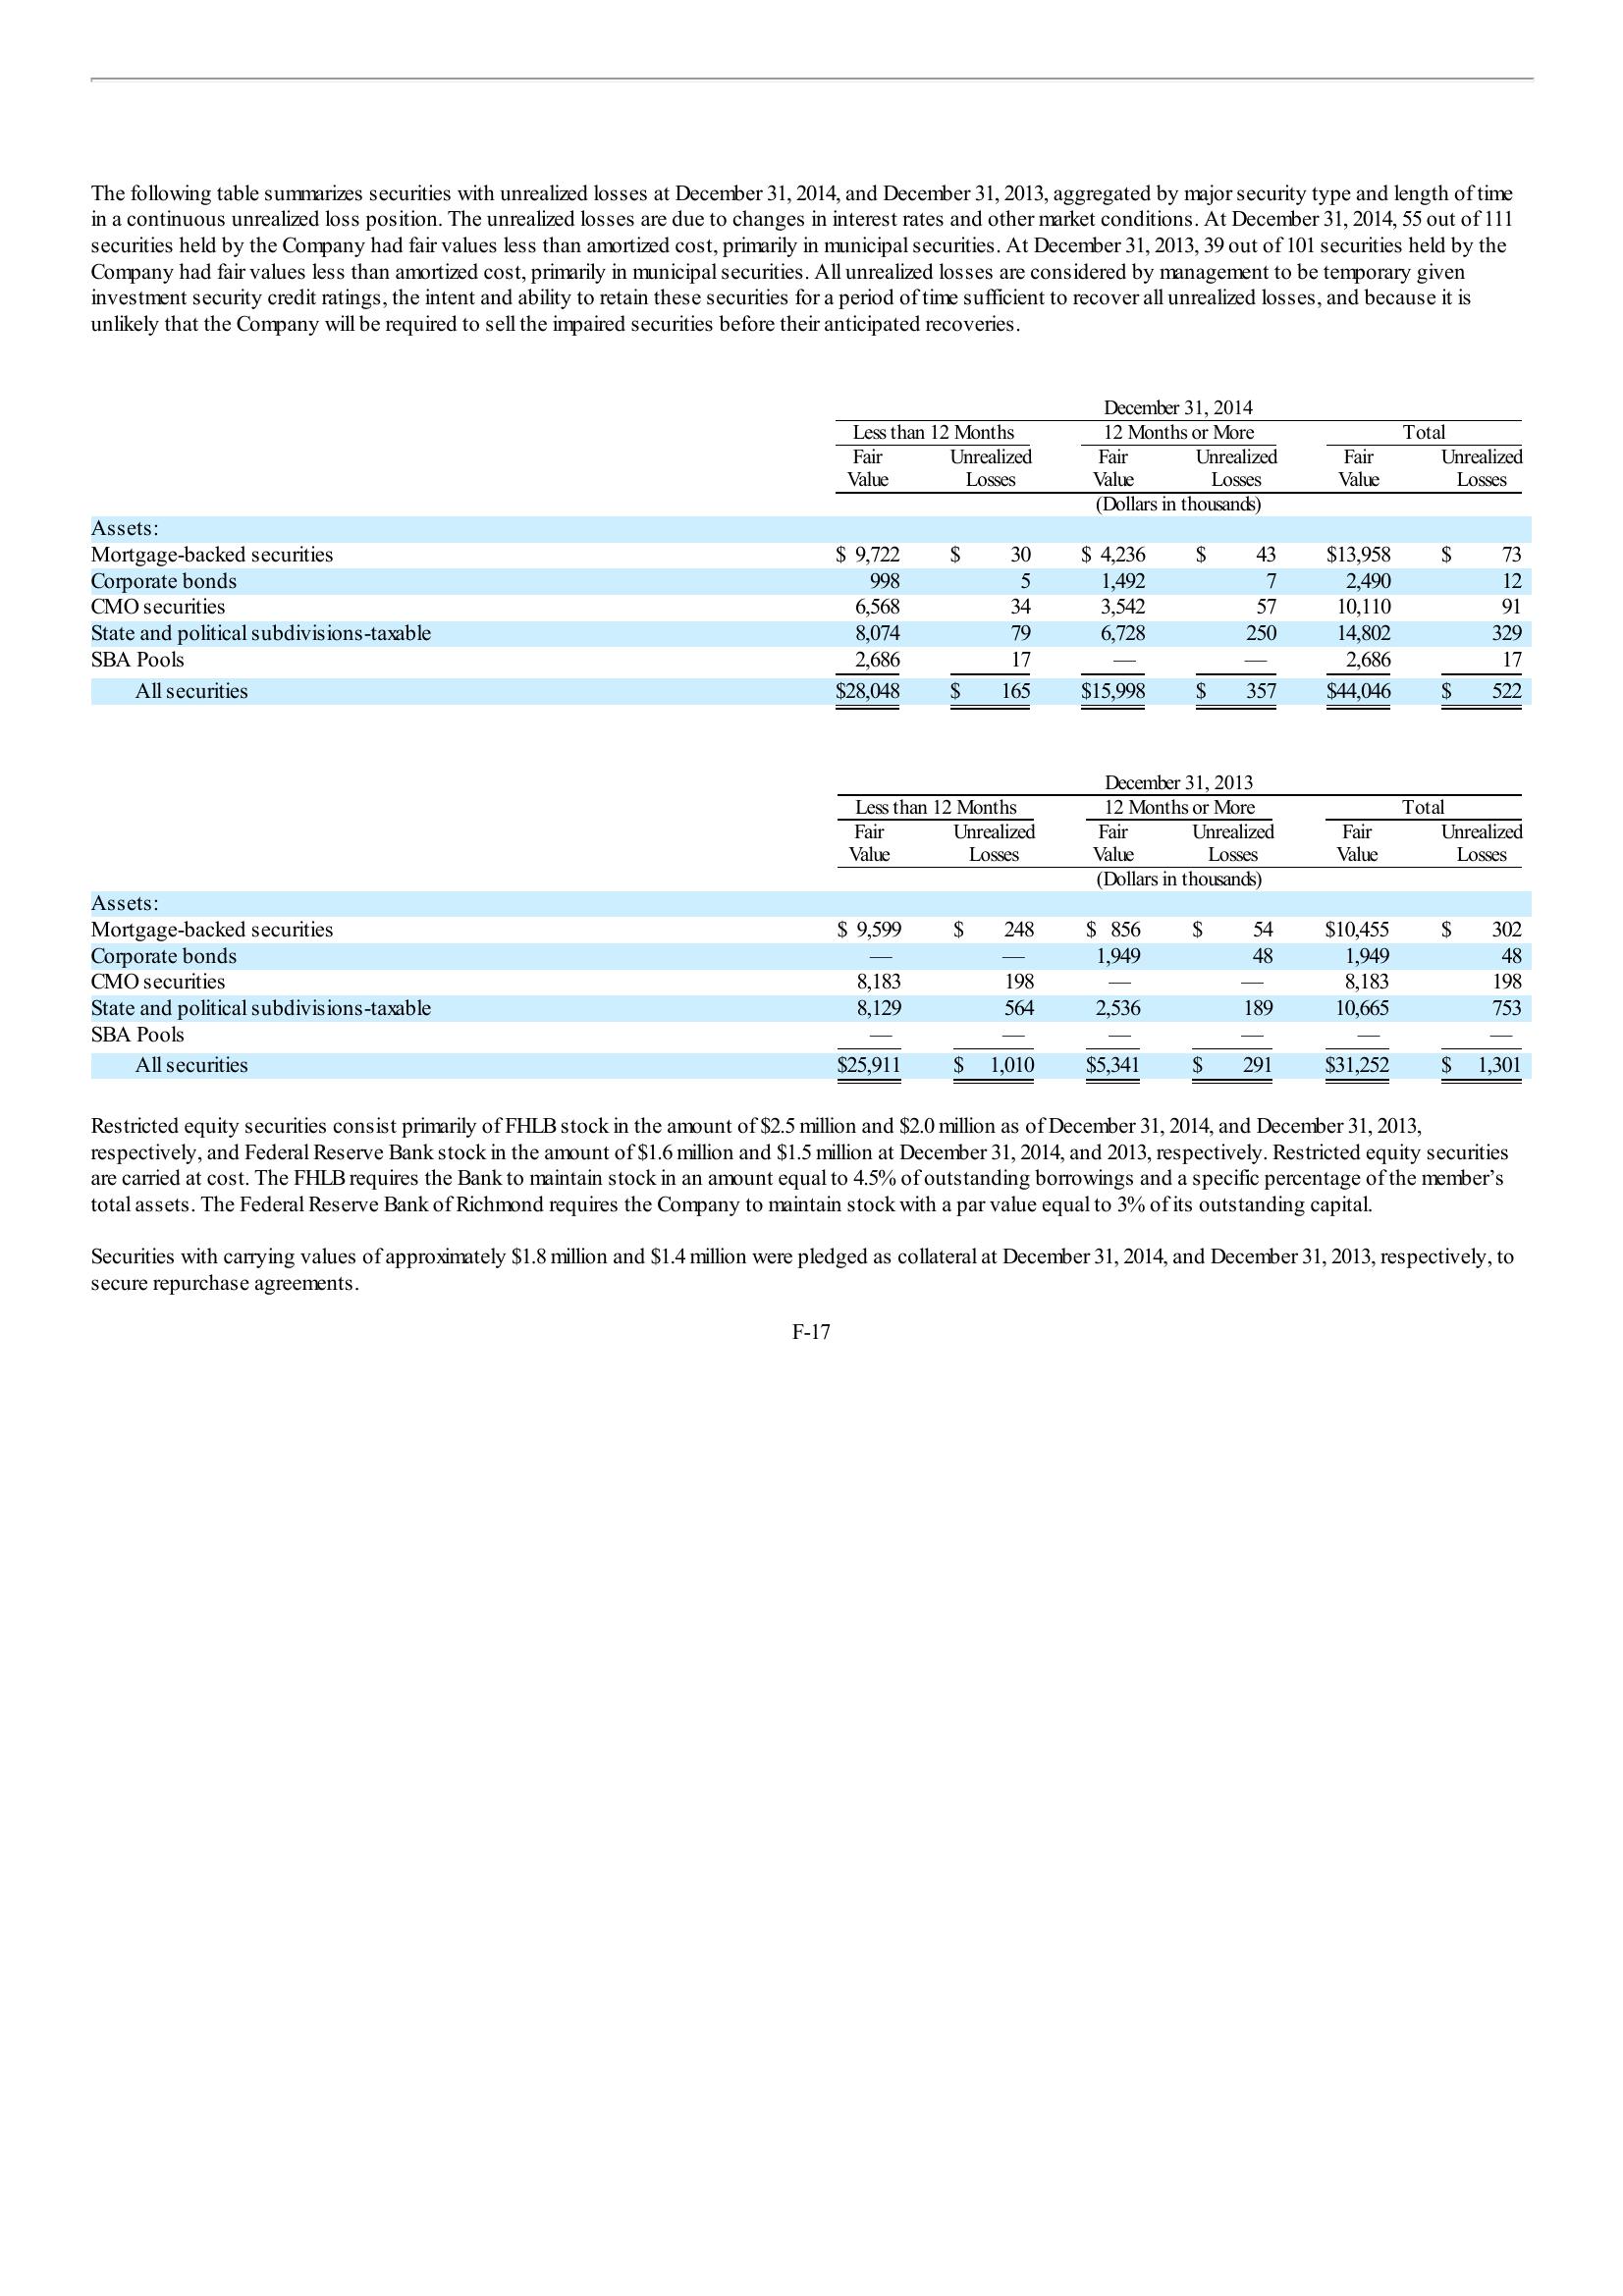 The following table summarizes securities with unrealized losses at December 31, 2014, and December 31, 2013, aggregated by major security type and length of time
in a continuous unrealized loss position. The unrealized losses are due to changes in interest rates and other market conditions. At December 31, 2014, 55 out of 111
securities held by the Company had fair values less than amortized cost, primarily in municipal securities. At December 31, 2013, 39 out of 101 securities held by the
Company had fair values less than amortized cost, primarily in municipal securities. All unrealized losses are considered by management to be temporary given
investment security credit ratings, the intent and ability to retain these securities for a period of time sufficient to recover all unrealized losses, and because it is
unlikely that the Company will be required to sell the impaired securities before their anticipated recoveries.
December 31, 2014
Less than 12 Months 12 Months or More Total
Fair Unrealized Fair Unrealized Fair Unrealized
Value Losses Value Losses Value Losses
(Dollars in thousands)
Assets:
Mortgage-backed securities $ 9,722 $ 30 $ 4,236 $ 43 $13,958 $ 73
Corporate bonds 998 5 1,492 7 2,490 12
CMO securities 6,568 34 3,542 57 10,110 91
State and political subdivisions-taxable 8,074 79 6,728 250 14,802 329
SBA Pools 2,686 17 — — 2,686 17
All securities $28,048 $ 165 $15,998 $ 357 $44,046 $ 522
December 31, 2013
Less than 12 Months 12 Months or More Total
Fair Unrealized Fair Unrealized Fair Unrealized
Value Losses Value Losses Value Losses
(Dollars in thousands)
Assets:
Mortgage-backed securities $ 9,599 $ 248 $ 856 $ 54 $10,455 $ 302
Corporate bonds — — 1,949 48 1,949 48
CMO securities 8,183 198 — — 8,183 198
State and political subdivisions-taxable 8,129 564 2,536 189 10,665 753
SBA Pools — — — — — —
All securities $25,911 $ 1,010 $5,341 $ 291 $31,252 $ 1,301
Restricted equity securities consist primarily of FHLB stock in the amount of $2.5 million and $2.0 million as of December 31, 2014, and December 31, 2013,
respectively, and Federal Reserve Bank stock in the amount of $1.6 million and $1.5 million at December 31, 2014, and 2013, respectively. Restricted equity securities
are carried at cost. The FHLB requires the Bank to maintain stock in an amount equal to 4.5% of outstanding borrowings and a specific percentage of the member’s
total assets. The Federal Reserve Bank of Richmond requires the Company to maintain stock with a par value equal to 3% of its outstanding capital.
Securities with carrying values of approximately $1.8 million and $1.4 million were pledged as collateral at December 31, 2014, and December 31, 2013, respectively, to
secure repurchase agreements.
F-17